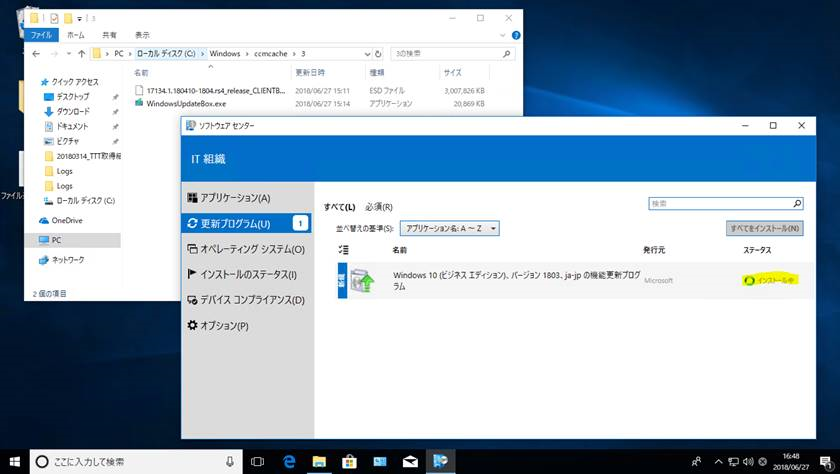 3
ファイル ホーム 共有 表示
PC ローカル ディスク (C:) Windows ccmcache 3
3の検索
名前 更新日時 種類 サイズ
クイック アクセス
デスクトップ
ダウンロード
ドキュメント
ピクチャ
20180314_TTT取得
Logs
Logs
ローカル ディスク (C:)
OneDrive
PC
ネットワーク
17134.1.180410-1804.rs4_release_CLIENTB... 2018/06/27 15:11 ESD ファイル 3,007,826 KB
WindowsUpdateBox.exe 2018/06/27 15:14 アプリケーション 20,869 KB
2 個の項目
ソフトウェア センター
IT 組織
アプリケーション(A)
更新プログラム(U) 1
オペレーティング システム(O)
インストールのステータス(I)
デバイス コンプライアンス(D)
オプション(P)
すべて(L) 必須(R)
検索
並べ替えの基準(S): アプリケーション名: A ～ Z
すべてをインストール(N)
名前 発行元 ステータス
Windows 10 (ビジネス エディション)、バージョン 1803、ja-jp の機能更新プログ
ラム
Microsoft
インストール中
ファイル
ここに入力して検索
16:48
2018/06/27